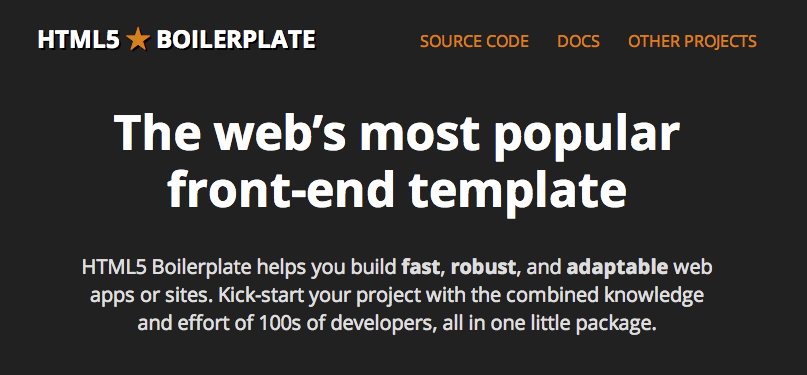 HTML5 ★ BOILERPLATE
SOURCE CODE DOCS OTHER PROJECTS
The web’s most popular
front-end template
HTML5 Boilerplate helps you build fast, robust, and adaptable web
apps or sites. Kick-start your project with the combined knowledge
and effort of 100s of developers, all in one little package.